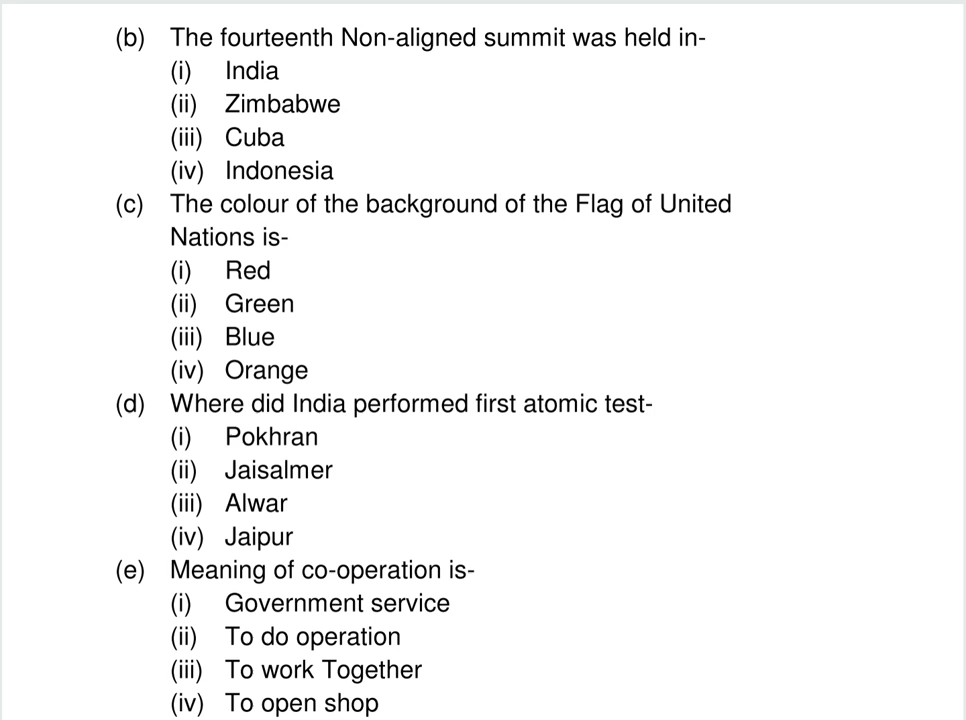 (b) The fourteenth Non-aligned summit was held in-
(i) India
(ii) Zimbabwe
(iii) Cuba
(iv) Indonesia
(c) The colour of the background of the Flag of United
Nations is-
(i) Red
(ii) Green
(iii) Blue
(iv) Orange
(d) Where did India performed first atomic test-
(i) Pokhran
(ii) Jaisalmer
(iii) Alwar
(iv) Jaipur
(e) Meaning of co-operation is-
(i) Government service
(ii) To do operation
(iii) To work Together
(iv) To open shop